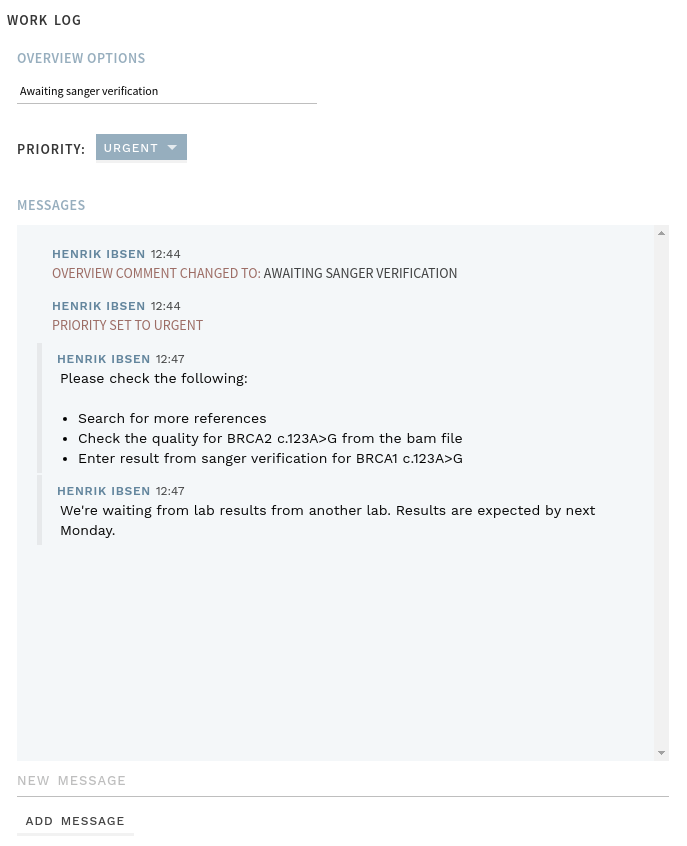 WORK LOG
OVERVIEW OPTIONS
Awaiting sanger verification
PRIORITY: URGENT
MESSAGES
HENRIK IBSEN 12:44
OVERVIEW COMMENT CHANGED TO: AWAITING SANGER VERIFICATION
HENRIK IBSEN 12:44
PRIORITY SET TO URGENT
HENRIK IBSEN 12:47
Please check the following:
• Search for more references
• Check the quality for BRCA2 c.123A>G from the bam file
• Enter result from sanger verification for BRCA1 c.123A>G
HENRIK IBSEN 12:47
We're waiting from lab results from another lab. Results are expected by next
Monday.
NEW MESSAGE
ADD MESSAGE